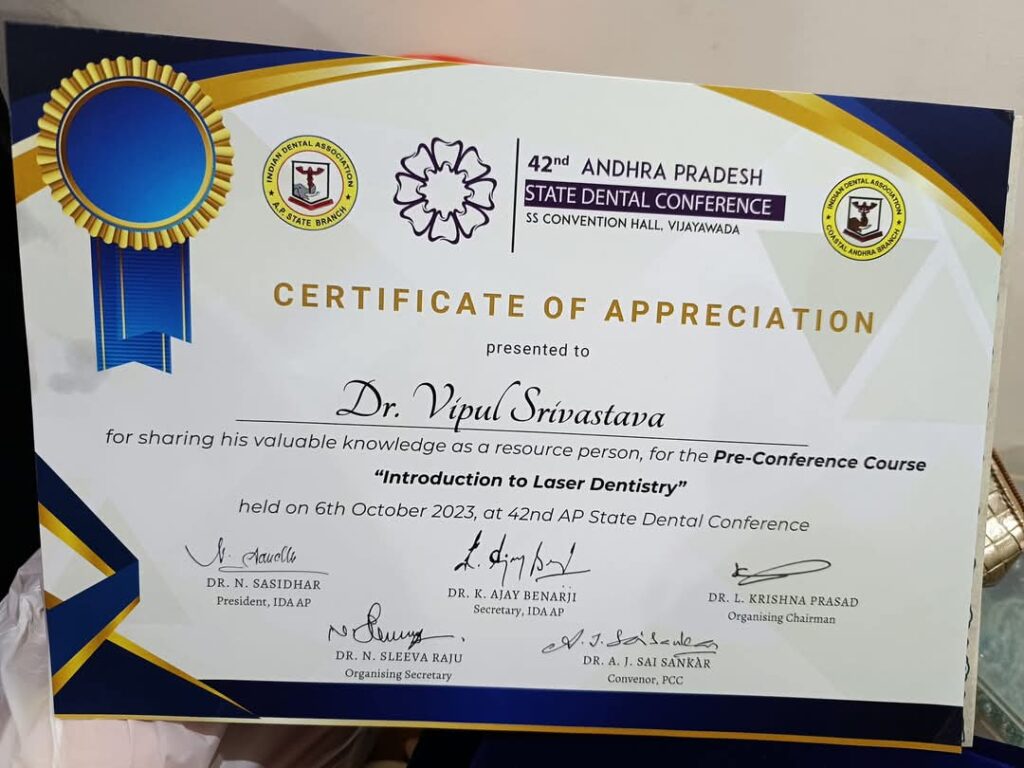 INDIAN DENTAL ASSOCIATION
A.P. STATE BRANCH
42nd ANDHRA PRADESH
STATE DENTAL CONFERENCE
SS CONVENTION HALL, VIJAYAWADA
INDIAN DENTAL ASSOCIATION
COASTAL ANDHRA BRANCH
CERTIFICATE OF APPRECIATION
presented to
Dr. Vipul Srivastava
for sharing his valuable knowledge as a resource person, for the Pre-Conference Course
“Introduction to Laser Dentistry”
held on 6th October 2023, at 42nd AP State Dental Conference
DR. N. SASIDHAR
President, IDA AP
DR. K. AJAY BENARJI
Secretary, IDA AP
DR. L. KRISHNA PRASAD
Organising Chairman
DR. N. SLEEVA RAJU
Organising Secretary
A. J. Sai Sankar
DR. A. J. SAI SANKAR
Convenor, PCC